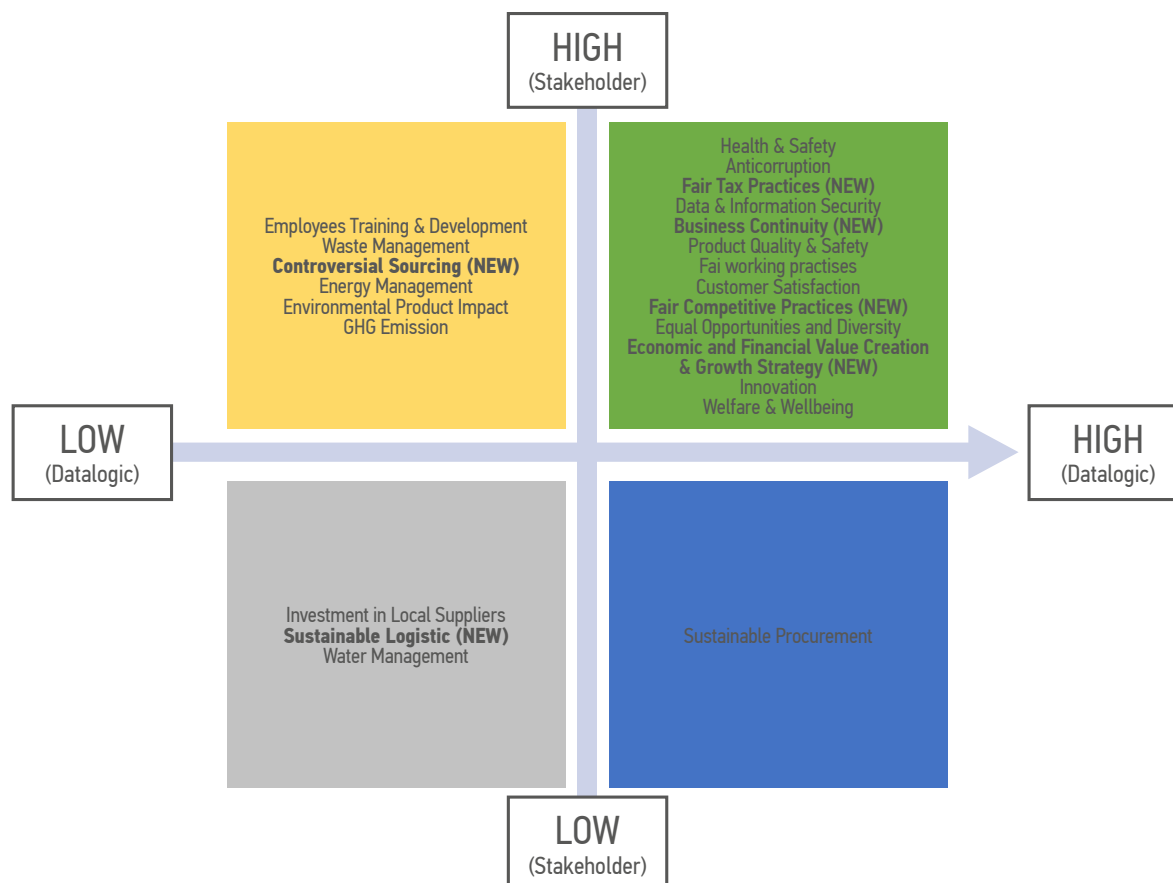 HIGH
(Stakeholder)
Employees Training & Development
Waste Management
Controversial Sourcing (NEW)
Energy Management
Environmental Product Impact
GHG Emission
Health & Safety
Anticorruption
Fair Tax Practices (NEW)
Data & Information Security
Business Continuity (NEW)
Product Quality & Safety
Fai working practises
Customer Satisfaction
Fair Competitive Practices (NEW)
Equal Opportunities and Diversity
Economic and Financial Value Creation
& Growth Strategy (NEW)
Innovation
Welfare & Wellbeing
LOW
(Datalogic)
HIGH
(Datalogic)
Investment in Local Suppliers
Sustainable Logistic (NEW)
Water Management
Sustainable Procurement
LOW
(Stakeholder)